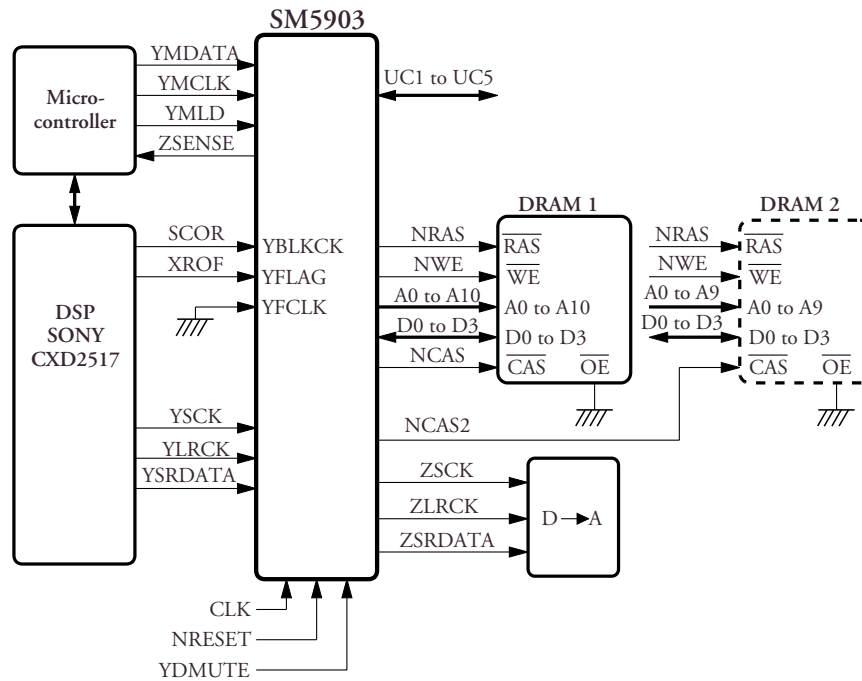 SM5903
YMDATA
YMCLK
YMLD
ZSENSE
Micro-
controller
UC1 to UC5
DRAM 1
DRAM 2
SCOR
XROF
YBLKCK
YFLAG
YFCLK
DSP
SONY
CXD2517
NRAS
NWE
A0 to A10
D0 to D3
NCAS
RAS
WE
A0 to A10
D0 to D3
CAS OE
NRAS
NWE
A0 to A9
D0 to D3
RAS
WE
A0 to A9
D0 to D3
CAS OE
NCAS2
YSCK
YLRCK
YSRDATA
ZSCK
ZLRCK
ZSRDATA
D A
CLK
NRESET
YDMUTE